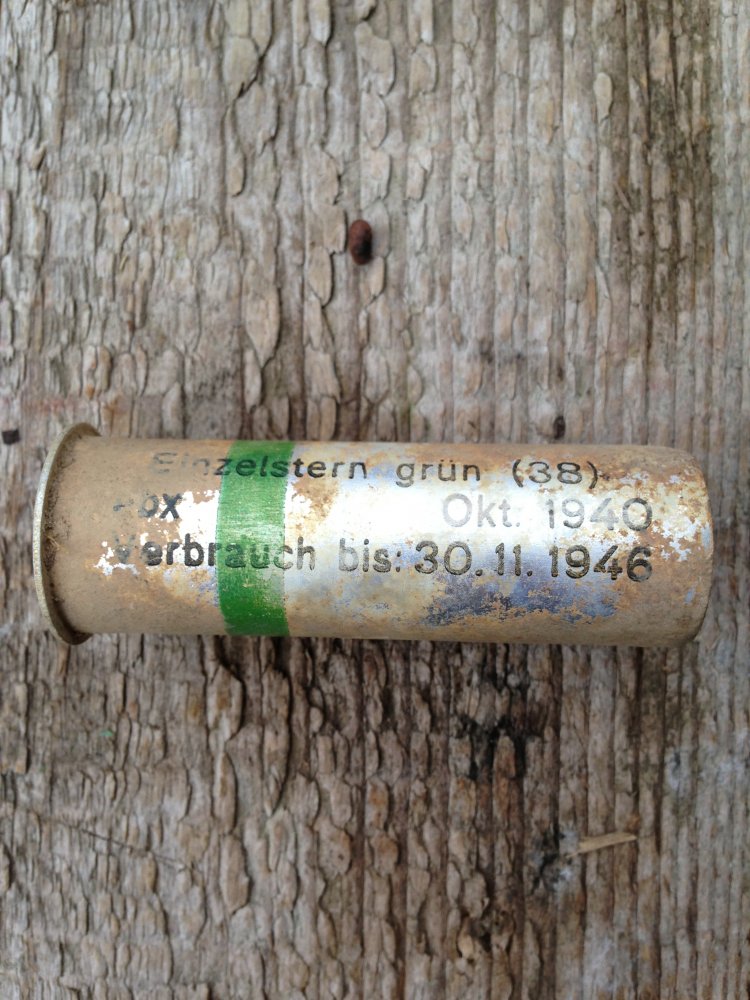 Einzelstern grün (38)
Okt. 1940
Verbrauch bis: 30.11.1946